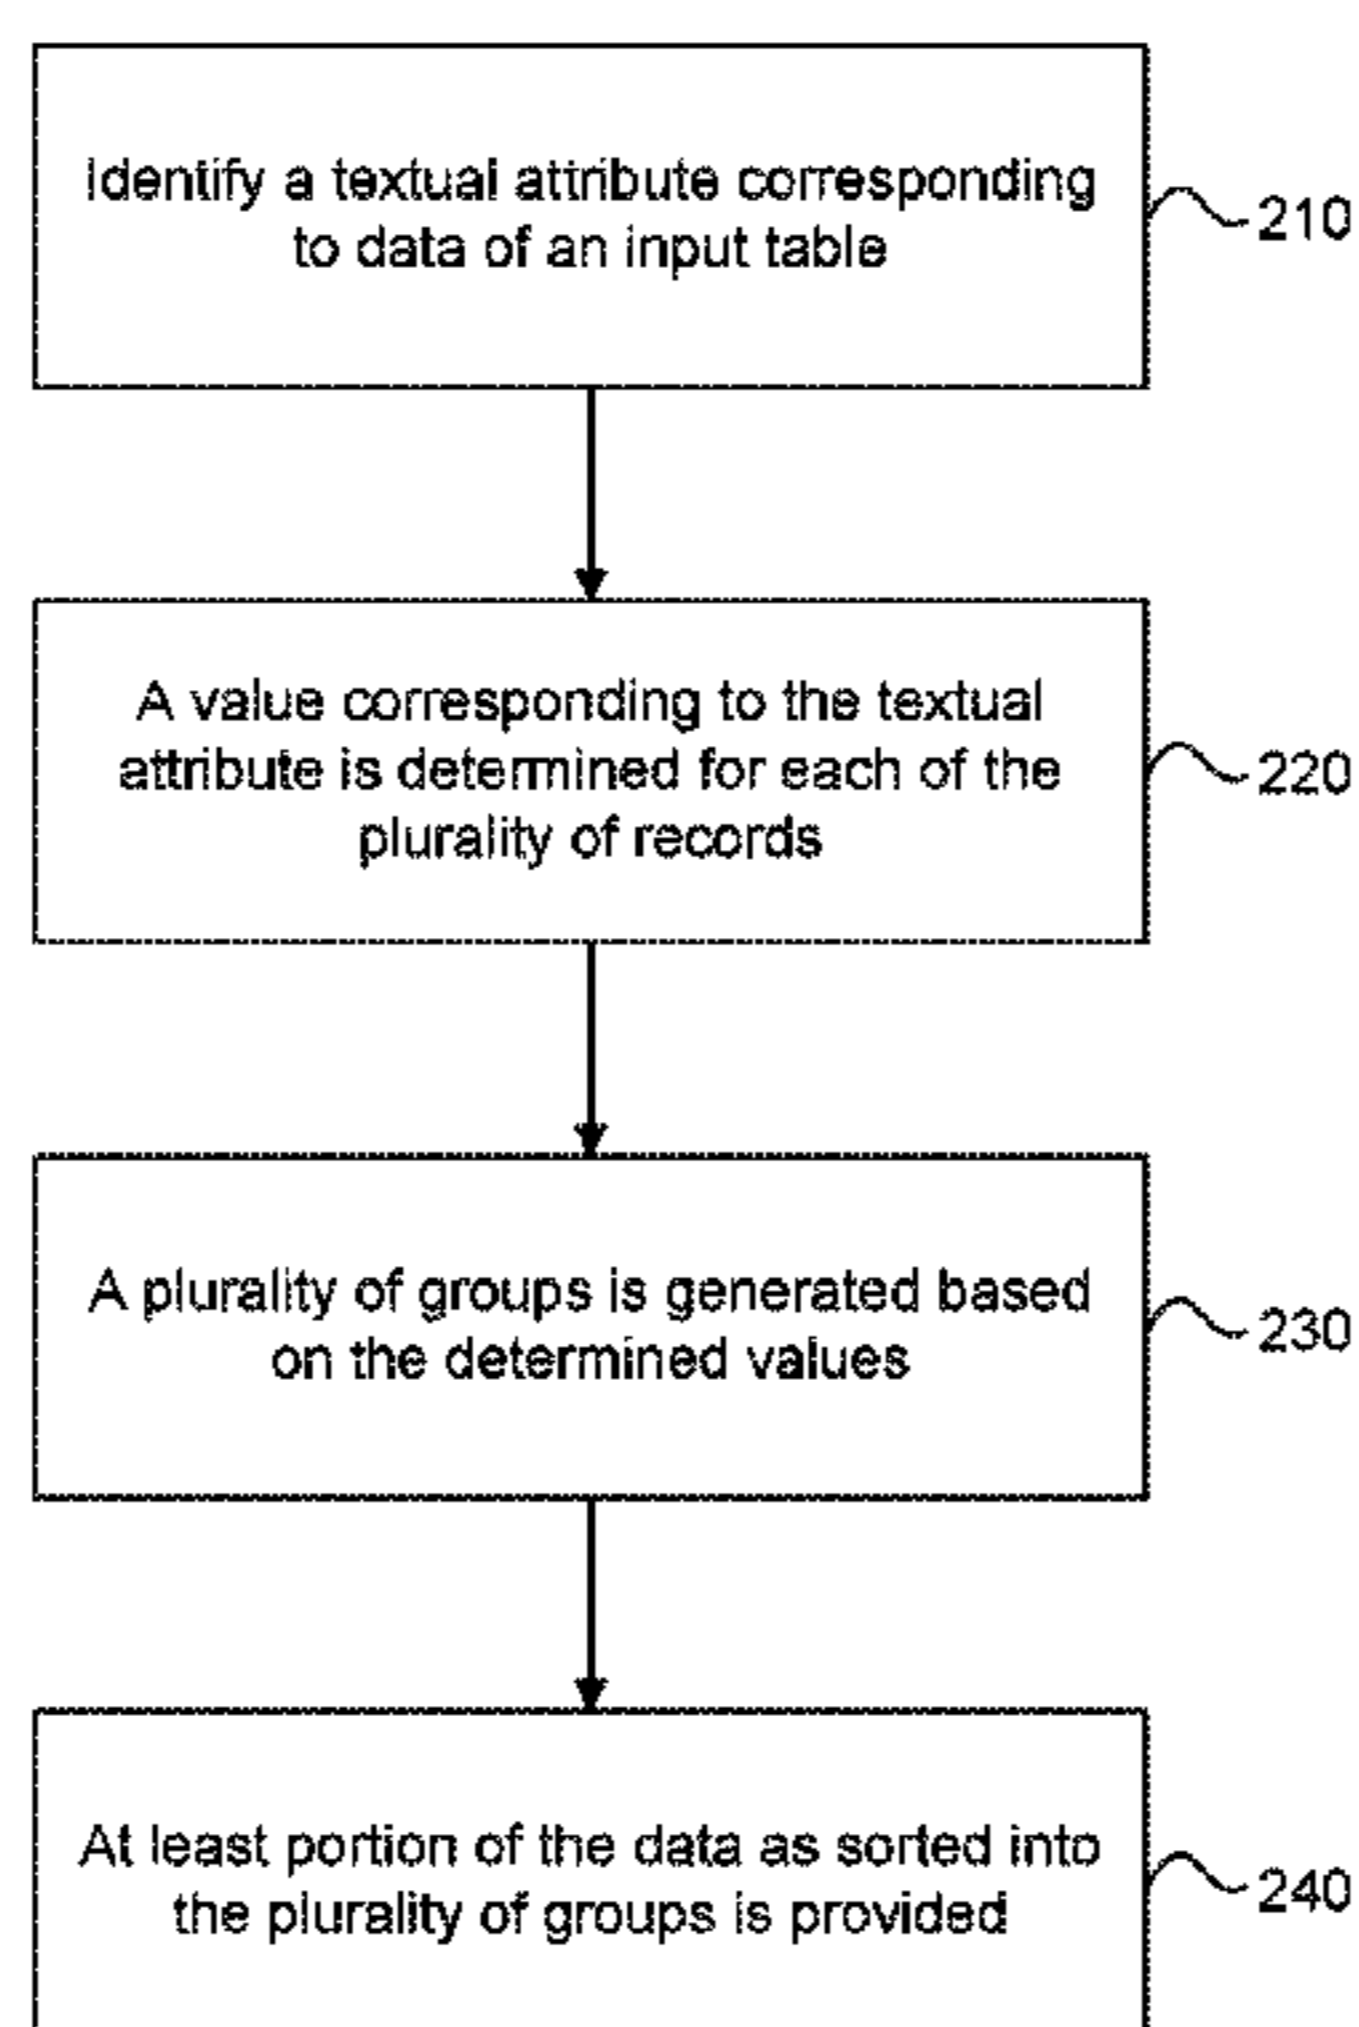 Identify a textual attribute corresponding
to data of an input table
210
A value corresponding to the textual
attribute is determined for each of the
plurality of records
220
A plurality of groups is generated based
on the determined values
230
At least portion of the data as sorted into
the plurality of groups is provided
240